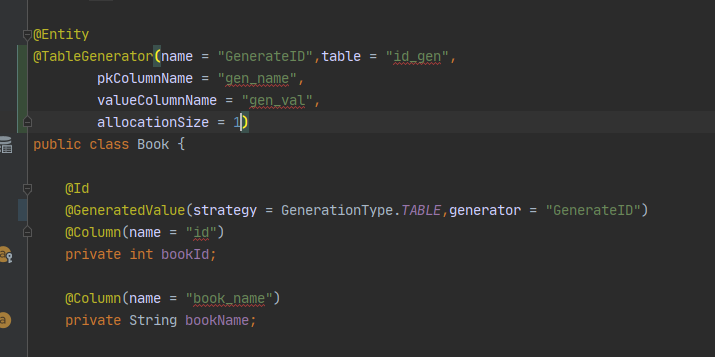 @Entity
@TableGenerator(name = "GenerateID",table = "id_gen",
        pkColumnName = "gen_name",
        valueColumnName = "gen_val",
        allocationSize = 1)
public class Book {
    @Id
    @GeneratedValue(strategy = GenerationType.TABLE,generator = "GenerateID")
    @Column(name = "id")
    private int bookId;
    @Column(name = "book_name")
    private String bookName;